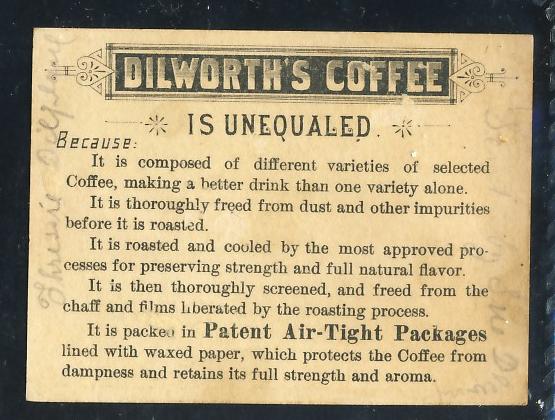 DILWORTH'S COFFEE
IS UNEQUALED.
Because:
It is composed of different varieties of selected
Coffee, making a better drink than one variety alone.
It is thoroughly freed from dust and other impurities
before it is roasted.
It is roasted and cooled by the most approved pro-
cesses for preserving strength and full natural flavor.
It is then thoroughly screened, and freed from the
chaff and films liberated by the roasting process.
It is packed in Patent Air-Tight Packages
lined with waxed paper, which protects the Coffee from
dampness and retains its full strength and aroma.